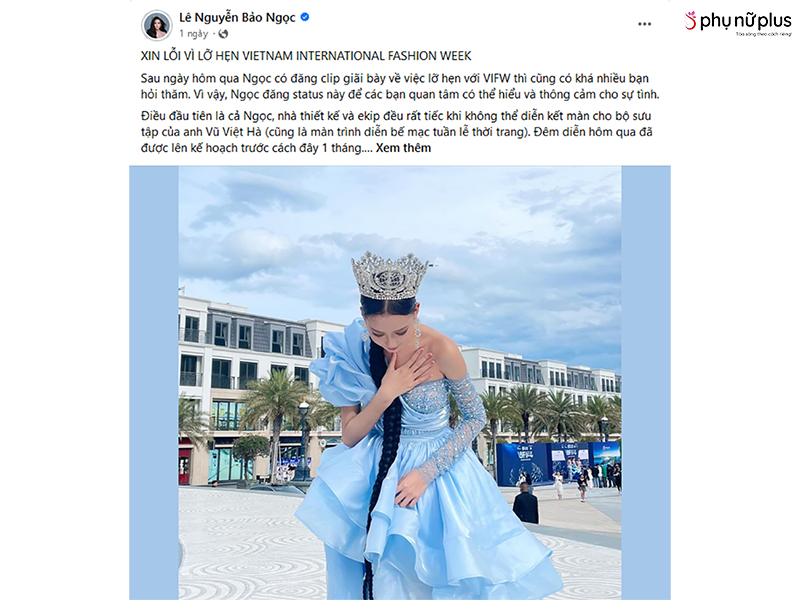 Lê Nguyễn Bảo Ngọc
1 ngày ·
XIN LỖI VÌ LỠ HẸN VIETNAM INTERNATIONAL FASHION WEEK
Sau ngày hôm qua Ngọc có đăng clip giãi bày về việc lỡ hẹn với VIFW thì cũng có khá nhiều bạn
hỏi thăm. Vì vậy, Ngọc đăng status này để các bạn quan tâm có thể hiểu và thông cảm cho sự tình.
Điều đầu tiên là cả Ngọc, nhà thiết kế và ekip đều rất tiếc khi không thể diễn kết màn cho bộ sưu
tập của anh Vũ Việt Hà (cũng là màn trình diễn bế mạc tuần lễ thời trang). Đêm diễn hôm qua đã
được lên kế hoạch trước cách đây 1 tháng.... Xem thêm
phụ nữ plus
Tỏa sáng theo cách riêng!